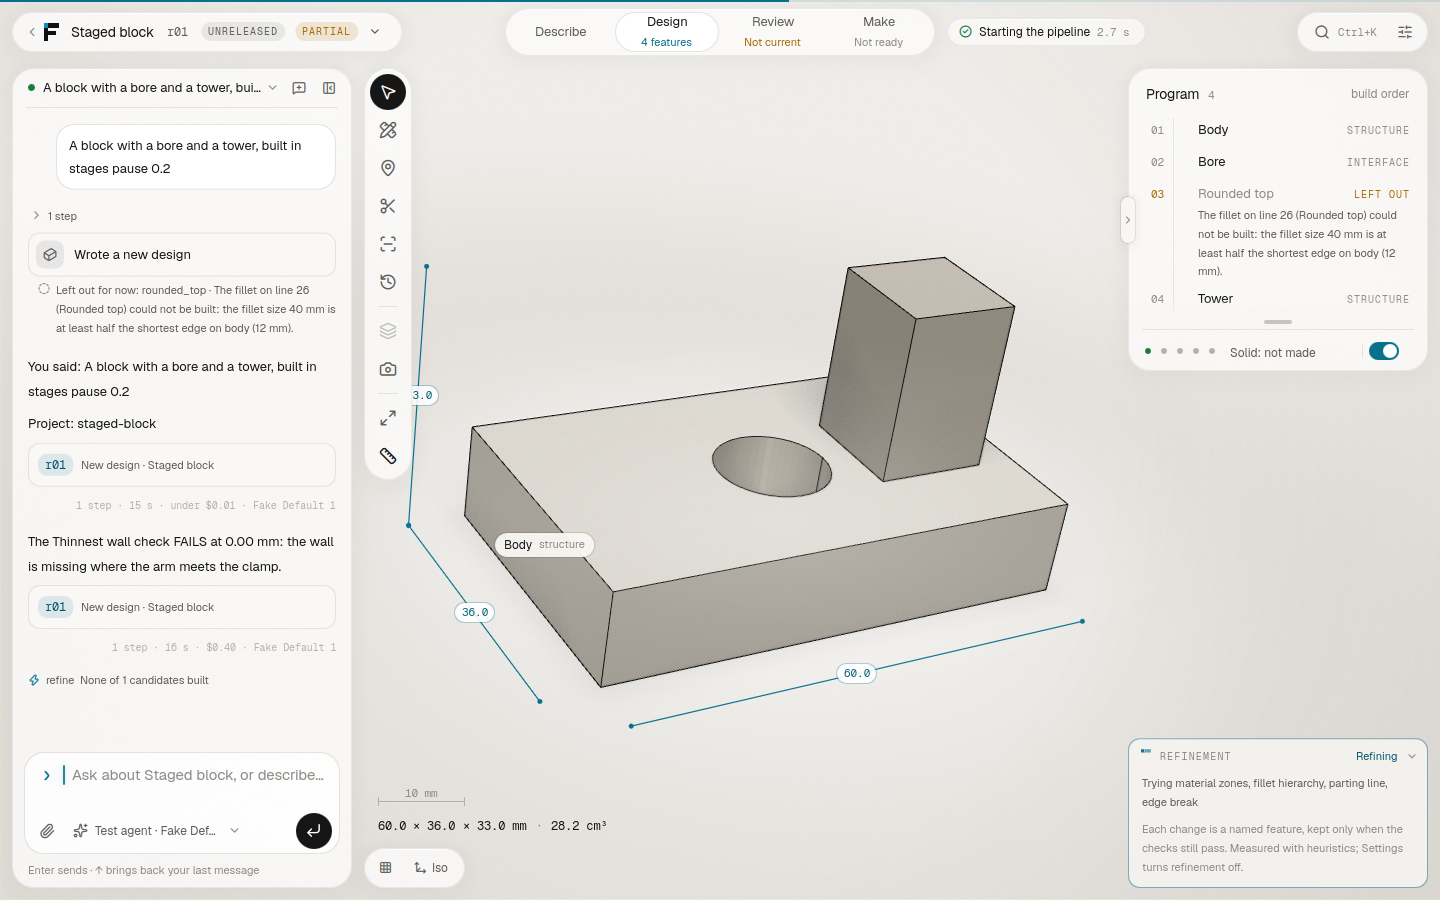 Staged block r01 UNRELEASED PARTIAL
Describe
Design
4 features
Review
Not current
Make
Not ready
Starting the pipeline 2.7 s
Ctrl+K
A block with a bore and a tower, bui...
A block with a bore and a tower, built in
stages pause 0.2
1 step
Wrote a new design
Left out for now: rounded_top · The fillet on line 26
(Rounded top) could not be built: the fillet size 40 mm is
at least half the shortest edge on body (12 mm).
You said: A block with a bore and a tower, built in
stages pause 0.2
Project: staged-block
r01 New design · Staged block
1 step · 15 s · under $0.01 · Fake Default 1
The Thinnest wall check FAILS at 0.00 mm: the wall
is missing where the arm meets the clamp.
r01 New design · Staged block
1 step · 16 s · $0.40 · Fake Default 1
refine None of 1 candidates built
Ask about Staged block, or describe...
Test agent · Fake Def...
Enter sends · ↑ brings back your last message
3.0
Body structure
36.0
60.0
10 mm
60.0 × 36.0 × 33.0 mm · 28.2 cm³
Iso
Program 4 build order
01 Body STRUCTURE
02 Bore INTERFACE
03 Rounded top LEFT OUT
The fillet on line 26 (Rounded top) could
not be built: the fillet size 40 mm is at
least half the shortest edge on body (12
mm).
04 Tower STRUCTURE
Solid: not made
REFINEMENT Refining
Trying material zones, fillet hierarchy, parting line,
edge break
Each change is a named feature, kept only when the
checks still pass. Measured with heuristics; Settings
turns refinement off.